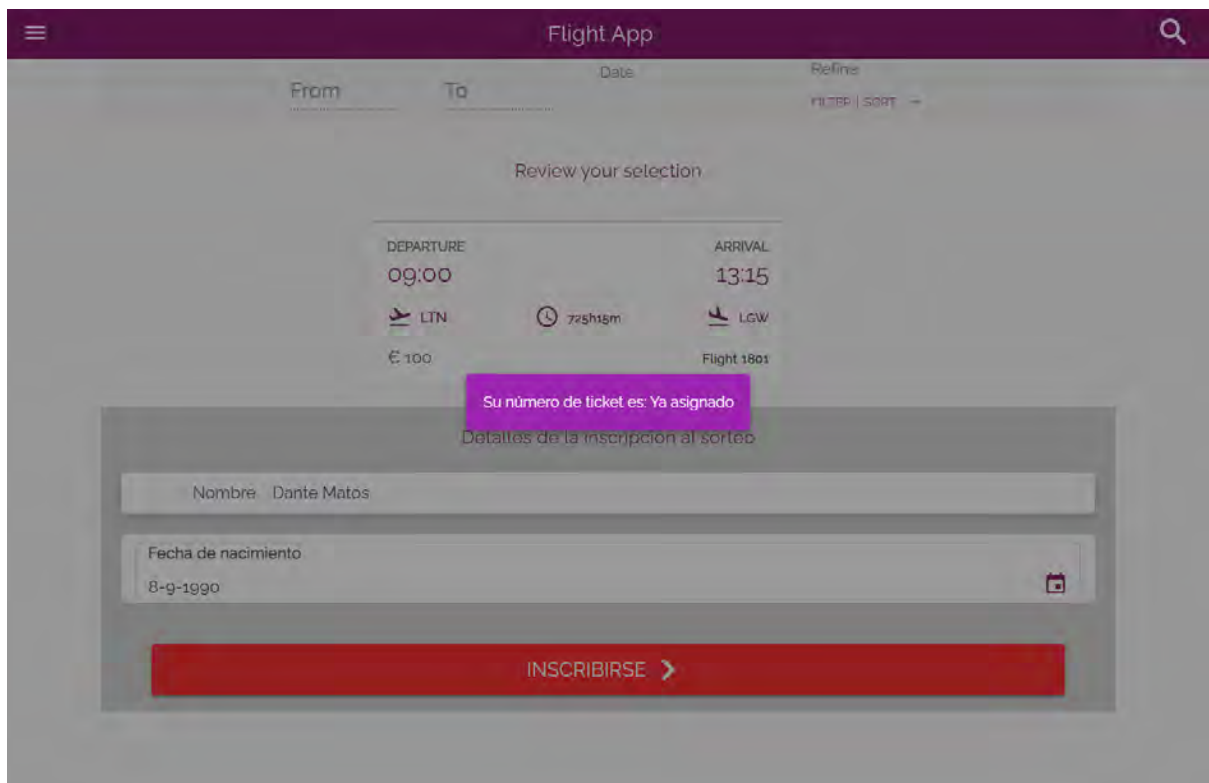 Flight App
From To Date Refine
FILTER | SORT
Review your selection
DEPARTURE ARRIVAL
09:00 13:15
LTN 725h15m LGW
€ 100 Flight 1801
Su número de ticket es: Ya asignado
Detalles de la inscripción al sorteo
Nombre Dante Matos
Fecha de nacimiento
8-9-1990
INSCRIBIRSE